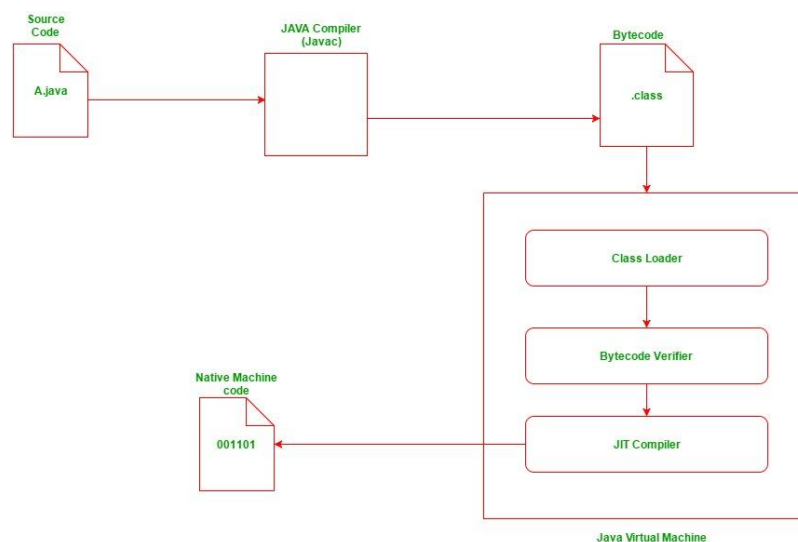 Source
Code
A.java
JAVA Compiler
(Javac)
Bytecode
.class
Class Loader
Bytecode Verifier
JIT Compiler
Java Virtual Machine
Native Machine
code
001101